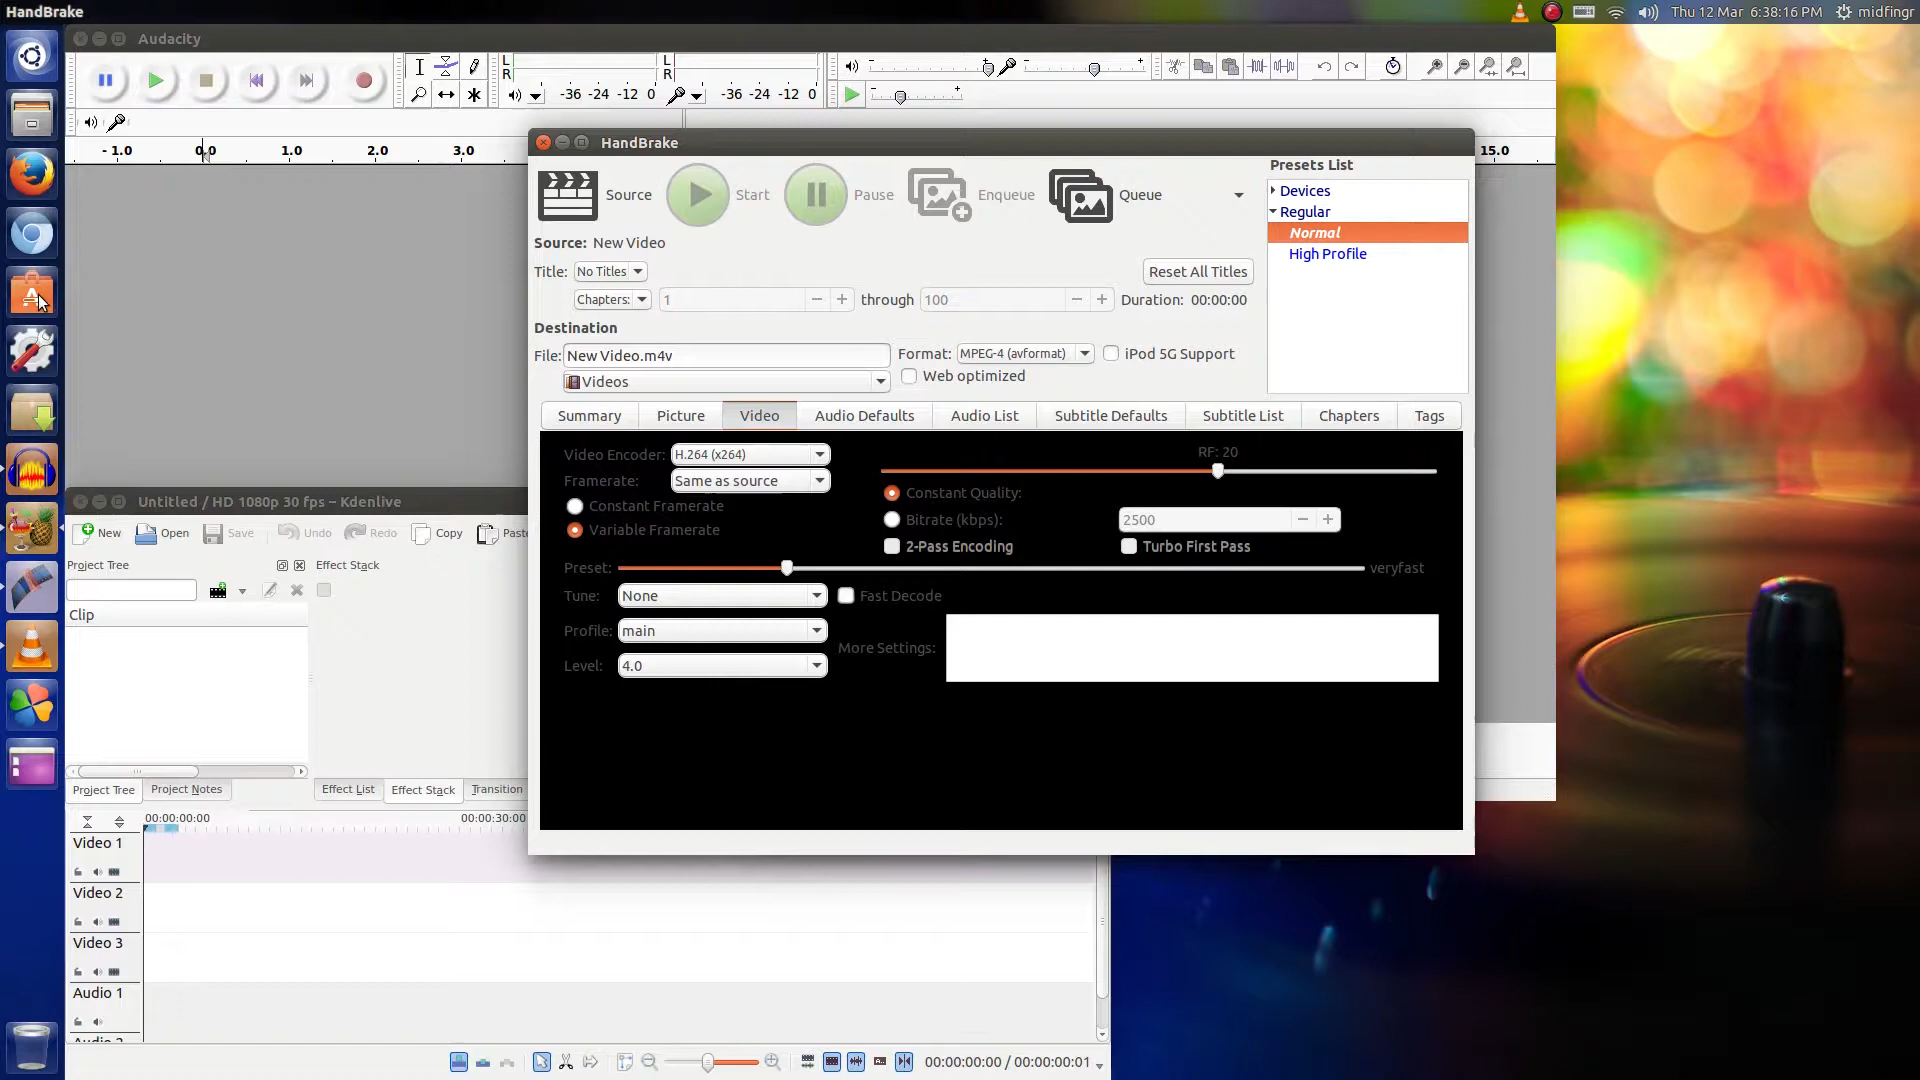 HandBrake
Thu 12 Mar 6:38:16 PM midfingr
Audacity
L
R
-36 -24 -12 0
L
R
-36 -24 -12 0
- 1.0 0.0 1.0 2.0 3.0 15.0
HandBrake
Source Start Pause Enqueue Queue
Presets List
Devices
Regular
Normal
High Profile
Source: New Video
Title: No Titles Reset All Titles
Chapters: 1 through 100 Duration: 00:00:00
Destination
File: New Video.m4v Format: MPEG-4 (avformat) iPod 5G Support
Videos Web optimized
Summary Picture Video Audio Defaults Audio List Subtitle Defaults Subtitle List Chapters Tags
Video Encoder: H.264 (x264) RF: 20
Framerate: Same as source
Constant Framerate Constant Quality:
Variable Framerate Bitrate (kbps): 2500
2-Pass Encoding Turbo First Pass
Preset: veryfast
Tune: None Fast Decode
Profile: main More Settings:
Level: 4.0
Untitled / HD 1080p 30 fps – Kdenlive
New Open Save Undo Redo Copy Paste
Project Tree Effect Stack
Clip
Project Tree Project Notes Effect List Effect Stack Transition
00:00:00:00 00:00:30:00
Video 1
Video 2
Video 3
Audio 1
00:00:00:00 / 00:00:00:01